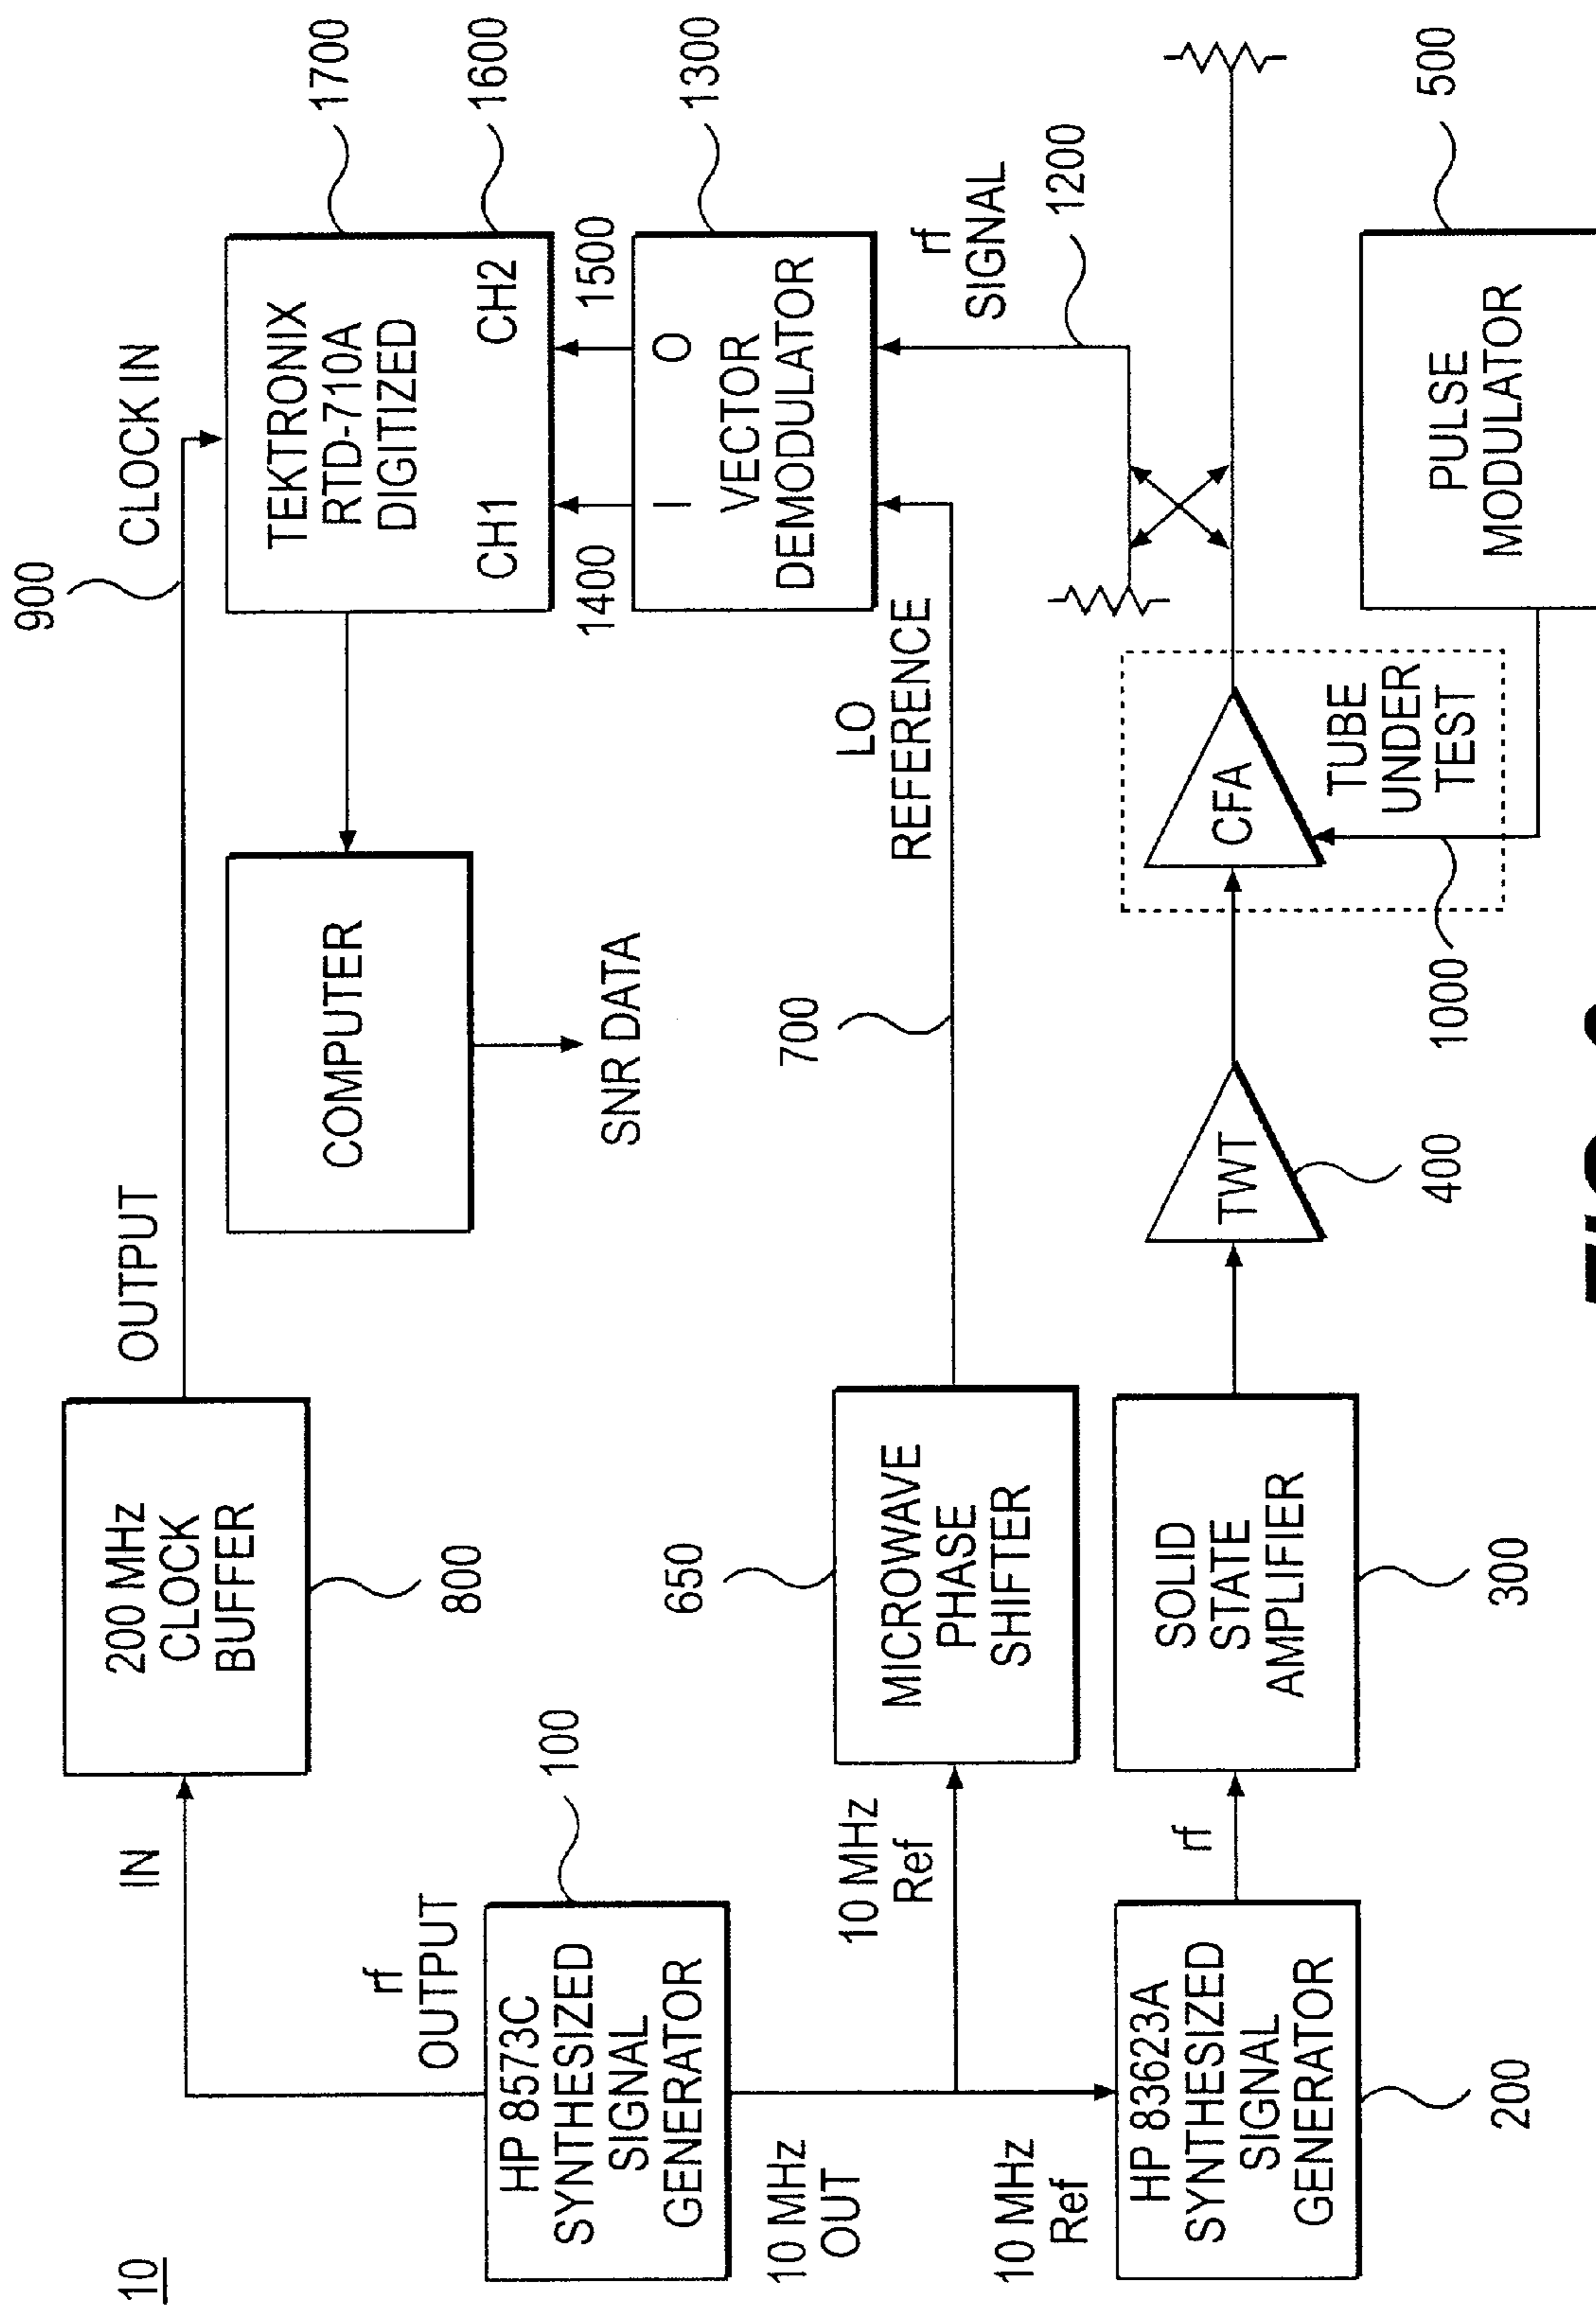 10
IN
200 MHz
CLOCK
BUFFER
800
OUTPUT
900
CLOCK IN
rf
OUTPUT
HP 8573C
SYNTHESIZED
SIGNAL
GENERATOR
100
COMPUTER
SNR DATA
TEKTRONIX
RTD-710A
DIGITIZED
CH1
CH2
1700
1600
1400
1500
I
O
VECTOR
DEMODULATOR
1300
10 MHz
OUT
10 MHz
Ref
650
MICROWAVE
PHASE
SHIFTER
700
LO
REFERENCE
rf
SIGNAL
1200
10 MHz
Ref
HP 83623A
SYNTHESIZED
SIGNAL
GENERATOR
200
rf
SOLID
STATE
AMPLIFIER
300
TWT
400
CFA
TUBE
UNDER
TEST
1000
PULSE
MODULATOR
500